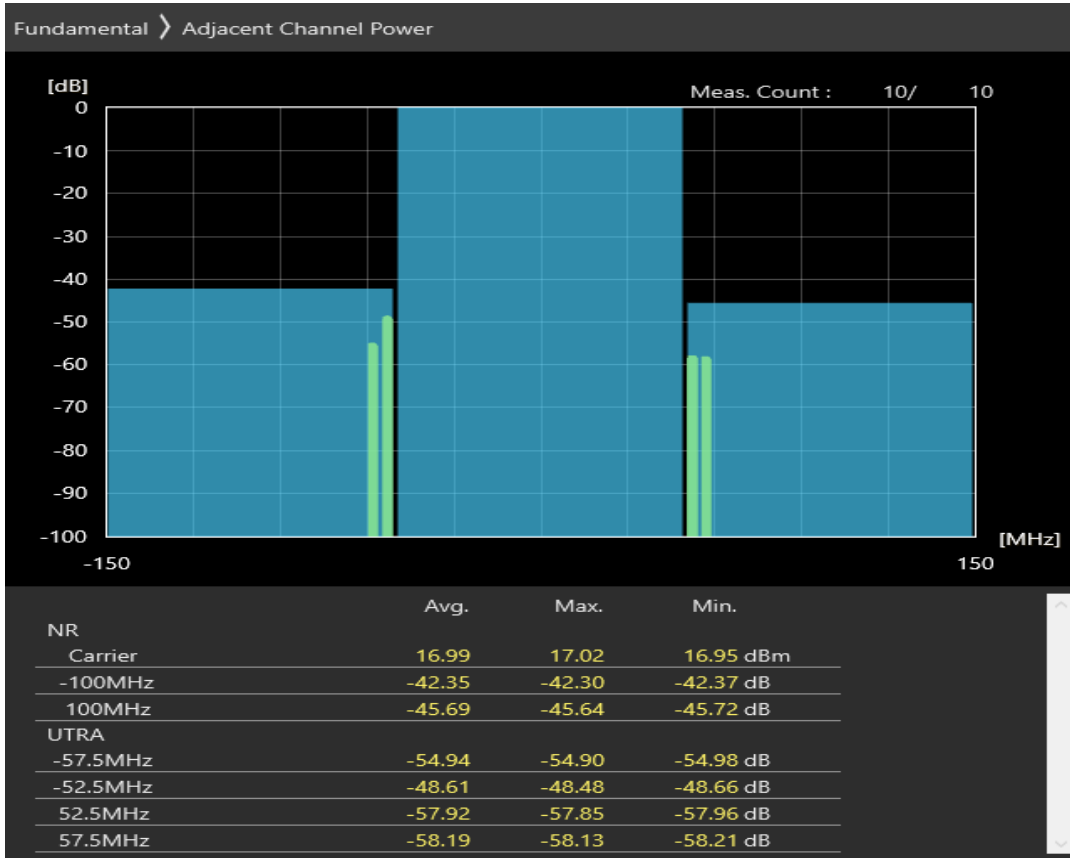 Fundamental ❯ Adjacent Channel Power
[dB]
Meas. Count : 10/ 10
0
-10
-20
-30
-40
-50
-60
-70
-80
-90
-100
[MHz]
-150 150
Avg. Max. Min.
NR
Carrier 16.99 17.02 16.95 dBm
-100MHz -42.35 -42.30 -42.37 dB
100MHz -45.69 -45.64 -45.72 dB
UTRA
-57.5MHz -54.94 -54.90 -54.98 dB
-52.5MHz -48.61 -48.48 -48.66 dB
52.5MHz -57.92 -57.85 -57.96 dB
57.5MHz -58.19 -58.13 -58.21 dB